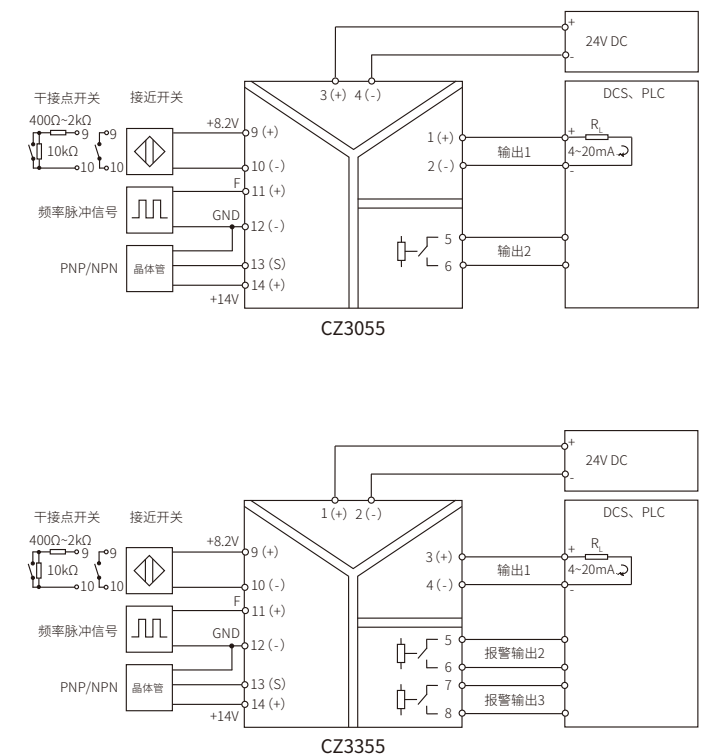 +
24V DC
-
3 (+) 4 (-)
DCS、PLC
干接点开关 接近开关
400Ω~2kΩ
9 9
10kΩ
10 10
+8.2V
9 (+)
10 (-)
1 (+)
2 (-)
输出1
+
RL
4~20mA
-
F
11 (+)
频率脉冲信号
GND
12 (-)
5
6
输出2
PNP/NPN
晶体管
13 (S)
14 (+)
+14V
CZ3055
+
24V DC
-
1 (+) 2 (-)
DCS、PLC
干接点开关 接近开关
400Ω~2kΩ
9 9
10kΩ
10 10
+8.2V
9 (+)
10 (-)
3 (+)
4 (-)
输出1
+
RL
4~20mA
-
F
11 (+)
频率脉冲信号
GND
12 (-)
5
6
报警输出2
PNP/NPN
晶体管
13 (S)
14 (+)
+14V
7
8
报警输出3
CZ3355